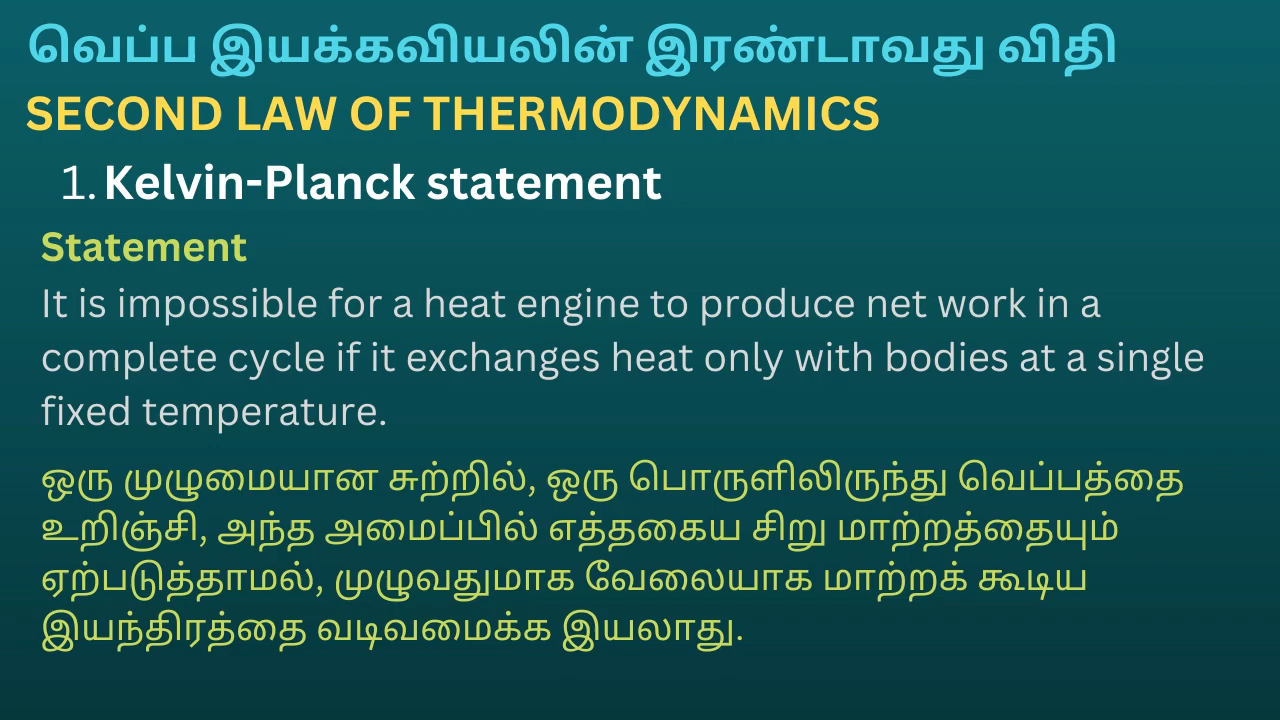 வெப்ப இயக்கவியலின் இரண்டாவது விதி
SECOND LAW OF THERMODYNAMICS
1. Kelvin-Planck statement
Statement
It is impossible for a heat engine to produce net work in a
complete cycle if it exchanges heat only with bodies at a single
fixed temperature.
ஒரு முழுமையான சுற்றில், ஒரு பொருளிலிருந்து வெப்பத்தை
உறிஞ்சி, அந்த அமைப்பில் எத்தகைய சிறு மாற்றத்தையும்
ஏற்படுத்தாமல், முழுவதுமாக வேலையாக மாற்றக் கூடிய
இயந்திரத்தை வடிவமைக்க இயலாது.